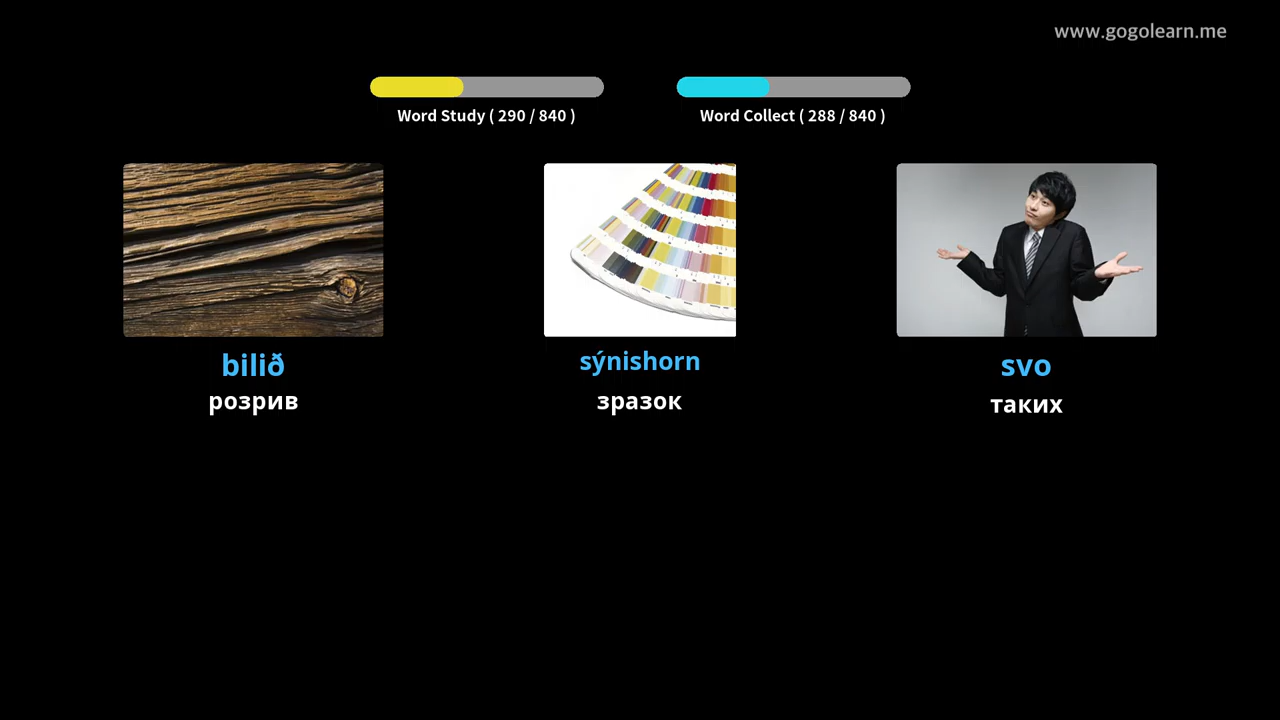 www.gogolearn.me
Word Study ( 290 / 840 )
Word Collect ( 288 / 840 )
bilið
sýnishorn
svo
розрив
зразок
таких